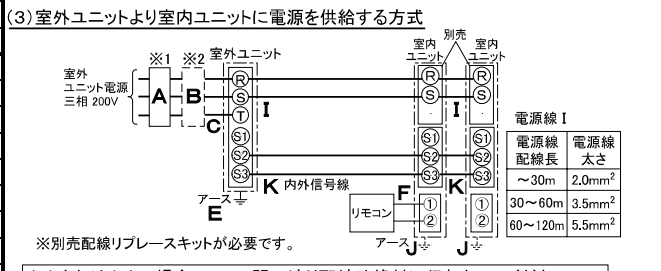 (3)室外ユニットより室内ユニットに電源を供給する方式
別売
※1 ※2 室外ユニット 室内ユニット 室内ユニット
室外
ユニット電源
三相 200V
A B C
R S T S1 S2 S3
I
R S S1 S2 S3
I
R S S1 S2 S3
K 内外信号線 K
アース
E
リモコン
F
① ②
① ②
アース J J
※別売配線リプレースキットが必要です。
電源線 I
電源線配線長 電源線太さ
～30m 2.0mm²
30～60m 3.5mm²
60～120m 5.5mm²